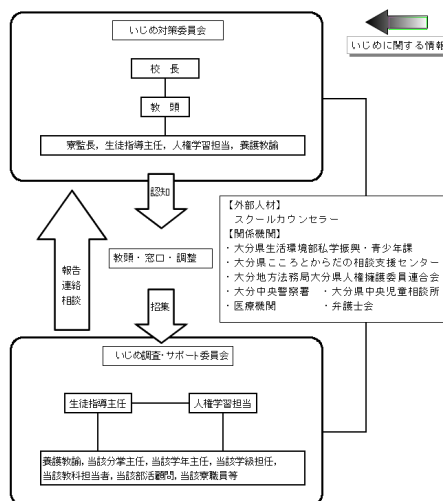 いじめ対策委員会
いじめに関する情報
校 長
教 頭
寮監長，生徒指導主任，人権学習担当，養護教諭
認知
【外部人材】
スクールカウンセラー
【関係機関】
・大分県生活環境部私学振興・青少年課
・大分県こころとからだの相談支援センター
・大分地方法務局大分県人権擁護委員連合会
・大分中央警察署　・大分県中央児童相談所
・医療機関　・弁護士会
報告
連絡
相談
教頭・窓口・調整
招集
いじめ調査・サポート委員会
生徒指導主任
人権学習担当
養護教諭，当該分掌主任，当該学年主任，当該学級担任，
当該教科担当者，当該部活顧問，当該寮職員等